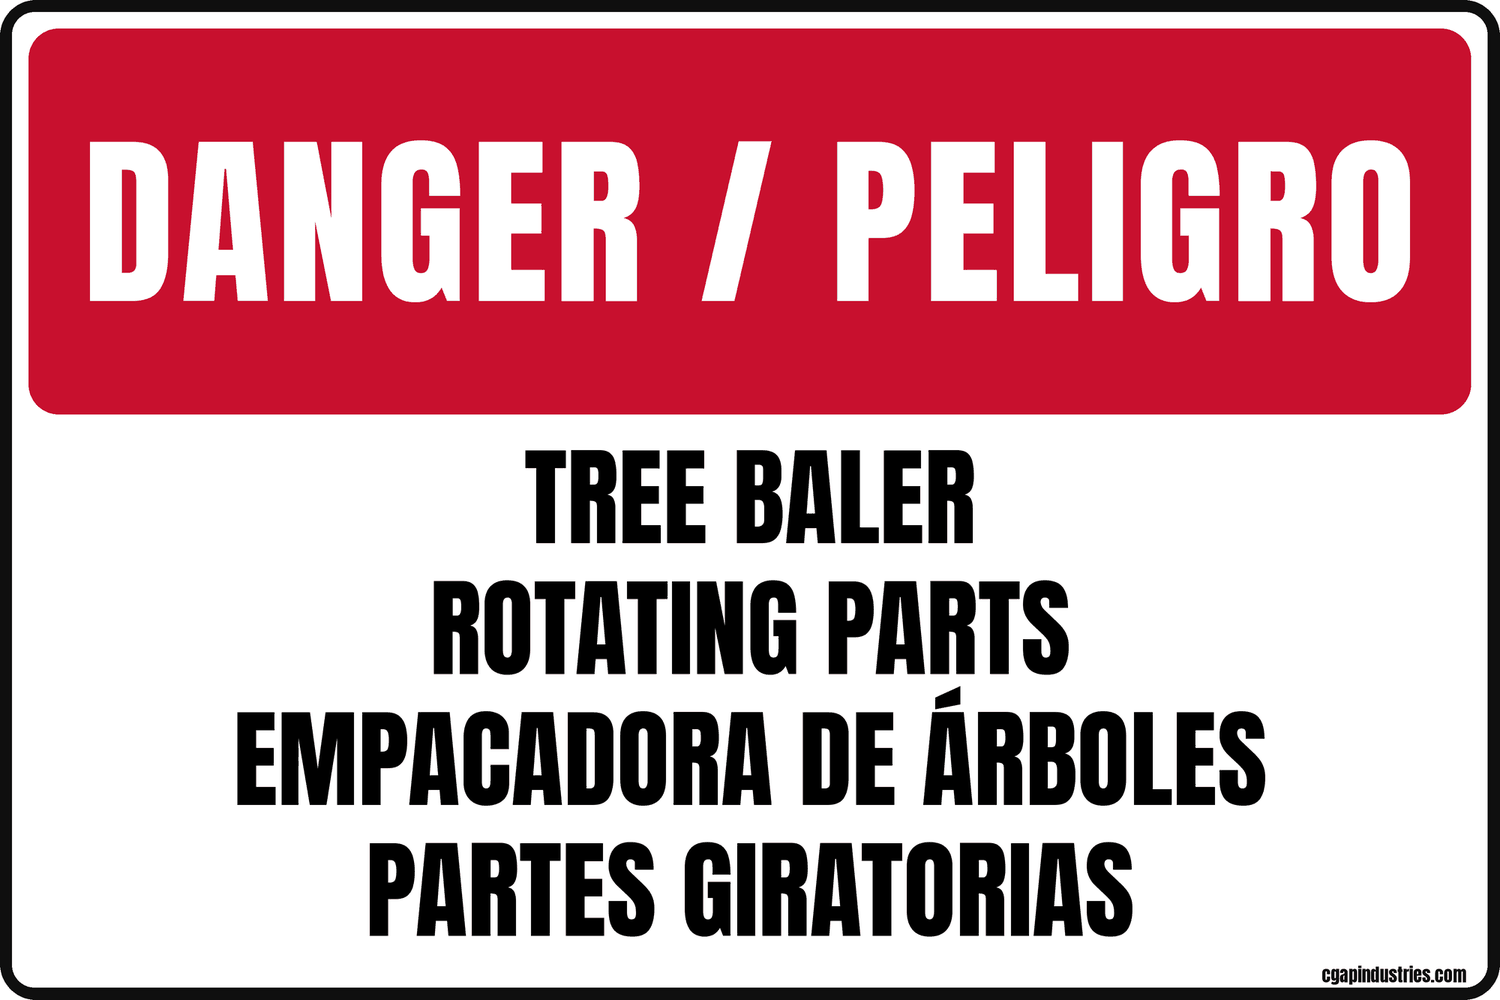 DANGER / PELIGRO
TREE BALER
ROTATING PARTS
EMPACADORA DE ÁRBOLES
PARTES GIRATORIAS
cgapindustries.com